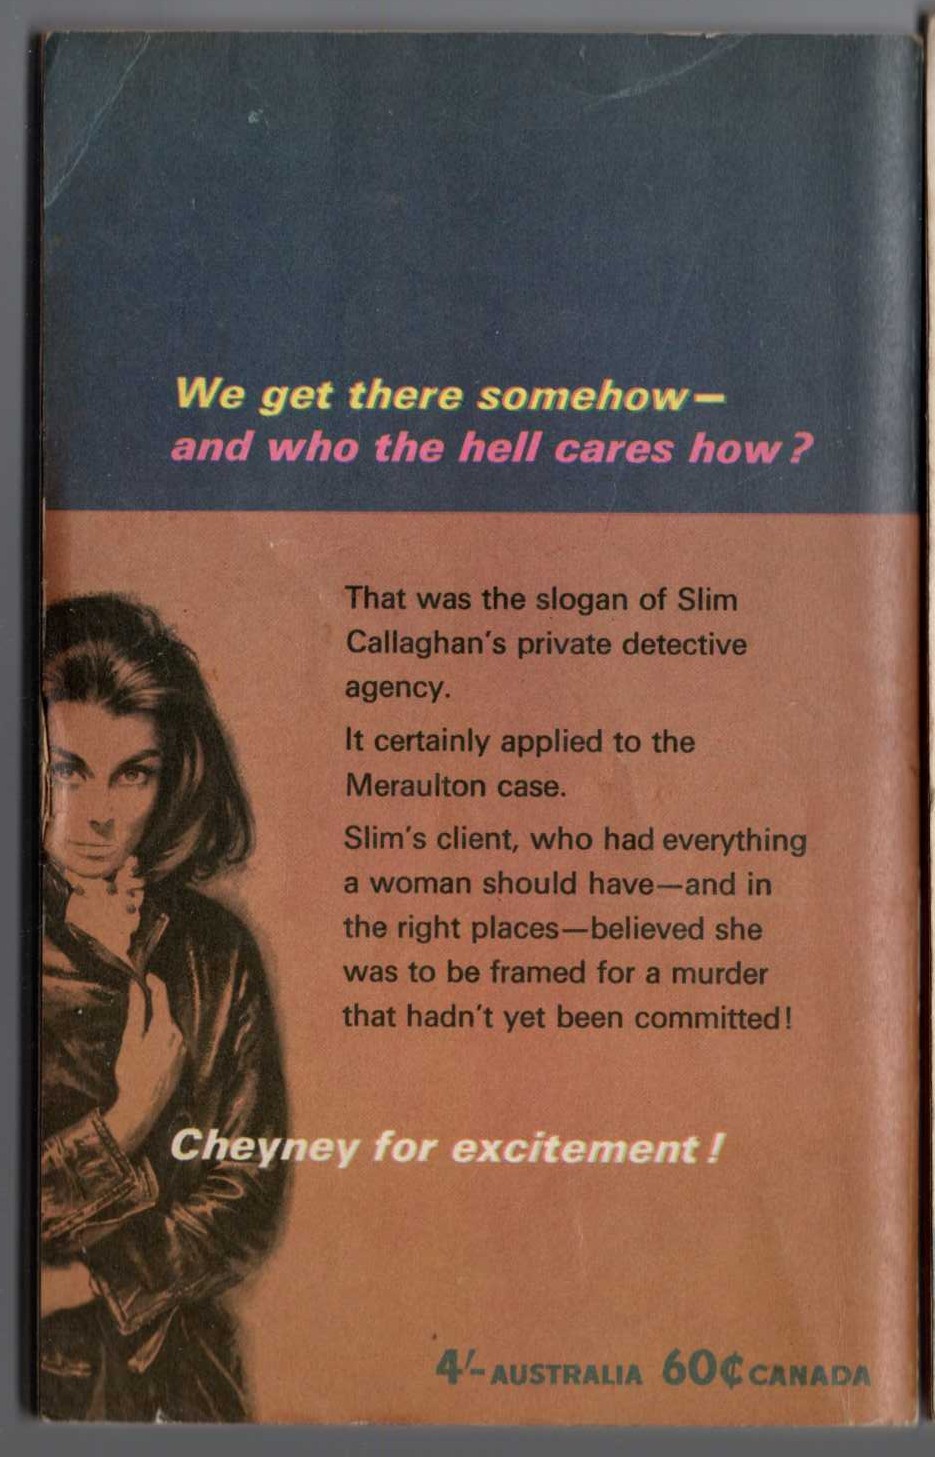 We get there somehow—
and who the hell cares how?
That was the slogan of Slim
Callaghan's private detective
agency.
It certainly applied to the
Meraulton case.
Slim's client, who had everything
a woman should have—and in
the right places—believed she
was to be framed for a murder
that hadn't yet been committed!
Cheyney for excitement!
4/- AUSTRALIA 60¢ CANADA